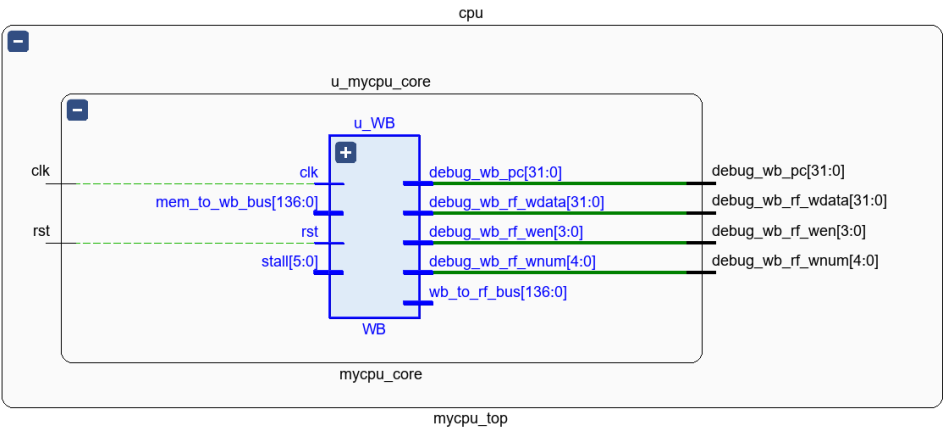 cpu
u_mycpu_core
u_WB
clk
clk
debug_wb_pc[31:0]
debug_wb_pc[31:0]
mem_to_wb_bus[136:0]
debug_wb_rf_wdata[31:0]
debug_wb_rf_wdata[31:0]
rst
rst
debug_wb_rf_wen[3:0]
debug_wb_rf_wen[3:0]
stall[5:0]
debug_wb_rf_wnum[4:0]
debug_wb_rf_wnum[4:0]
wb_to_rf_bus[136:0]
WB
mycpu_core
mycpu_top